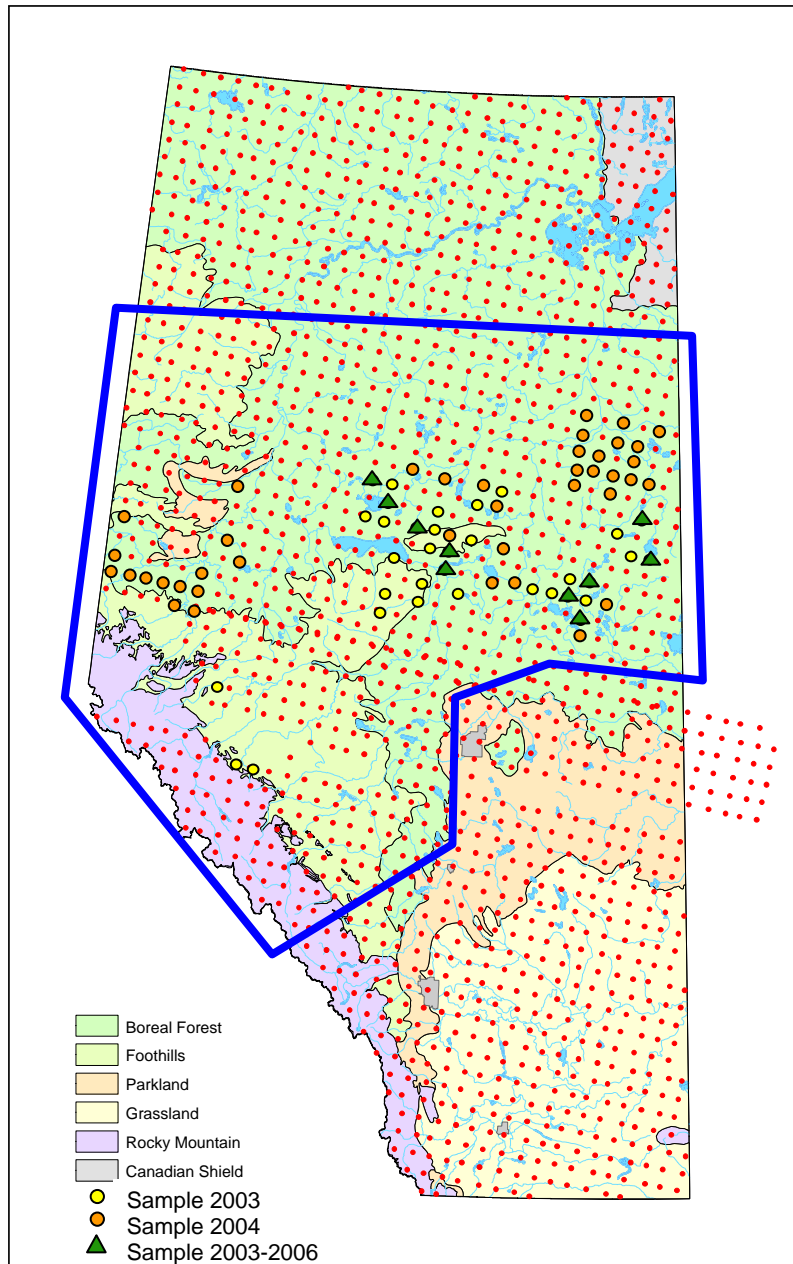 Boreal Forest
Foothills
Parkland
Grassland
Rocky Mountain
Canadian Shield
Sample 2003
Sample 2004
Sample 2003-2006